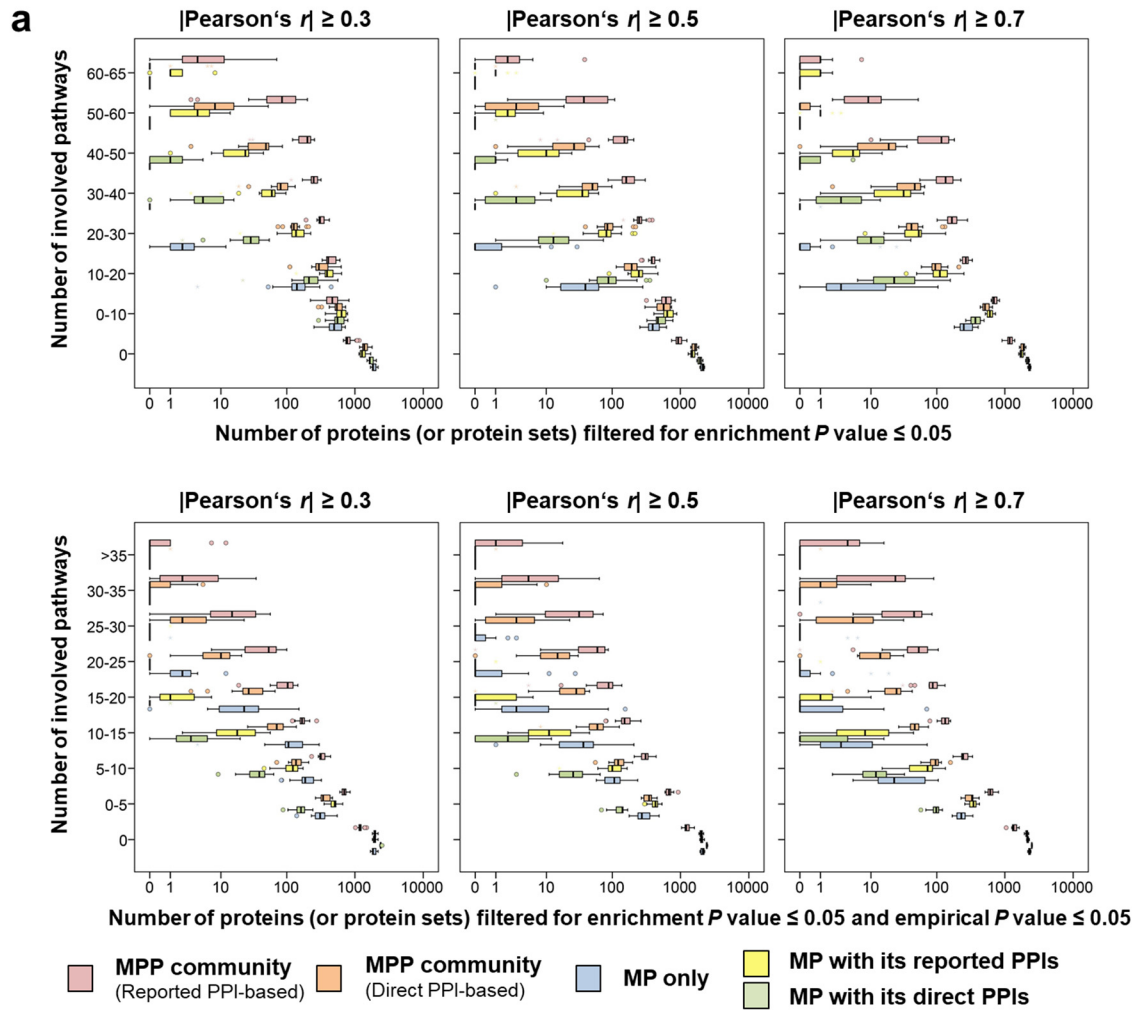 a
|Pearson‘s r| ≥ 0.3
|Pearson‘s r| ≥ 0.5
|Pearson‘s r| ≥ 0.7
Number of involved pathways
60-65
50-60
40-50
30-40
20-30
10-20
0-10
0
0 1 10 100 1000 10000
0 1 10 100 1000 10000
0 1 10 100 1000 10000
Number of proteins (or protein sets) filtered for enrichment P value ≤ 0.05
|Pearson‘s r| ≥ 0.3
|Pearson‘s r| ≥ 0.5
|Pearson‘s r| ≥ 0.7
Number of involved pathways
>35
30-35
25-30
20-25
15-20
10-15
5-10
0-5
0
0 1 10 100 1000 10000
0 1 10 100 1000 10000
0 1 10 100 1000 10000
Number of proteins (or protein sets) filtered for enrichment P value ≤ 0.05 and empirical P value ≤ 0.05
MPP community
(Reported PPI-based)
MPP community
(Direct PPI-based)
MP only
MP with its reported PPIs
MP with its direct PPIs